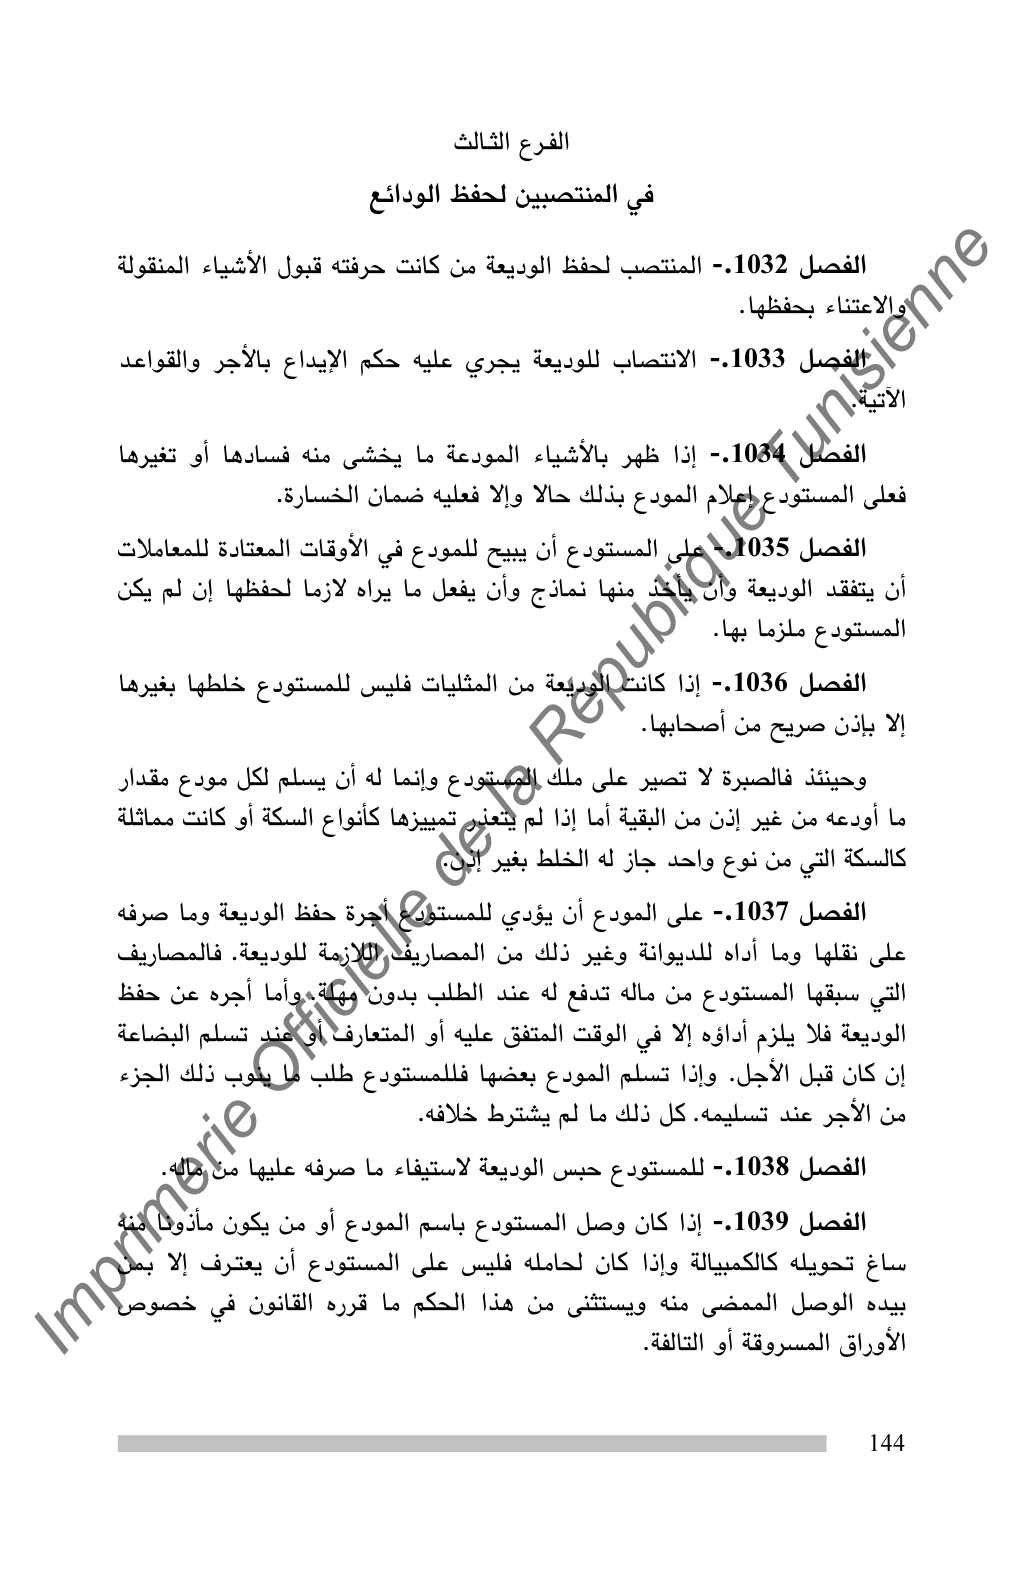 الفرع الثالث
في المنتصبين لحفظ الودائع
الفصل 1032.- المنتصب لحفظ الوديعة من كانت حرفته قبول الأشياء المنقولة
والاعتناء بحفظها.
الفصل 1033.- الانتصاب للوديعة يجري عليه حكم الإيداع بالأجر والقواعد
الآتية.
الفصل 1034.- إذا ظهر بالأشياء المودعة ما يخشى منه فسادها أو تغيرها
فعلى المستودع إعلام المودع بذلك حالا وإلا فعليه ضمان الخسارة.
الفصل 1035.- على المستودع أن يبيح للمودع في الأوقات المعتادة للمعاملات
أن يتفقد الوديعة وأن يأخذ منها نماذج وأن يفعل ما يراه لازما لحفظها إن لم يكن
المستودع ملزما بها.
الفصل 1036.- إذا كانت الوديعة من المثليات فليس للمستودع خلطها بغيرها
إلا بإذن صريح من أصحابها.
وحينئذ فالصبرة لا تصير على ملك المستودع وإنما له أن يسلم لكل مودع مقدار
ما أودعه من غير إذن من البقية أما إذا لم يتعذر تمييزها كأنواع السكة أو كانت مماثلة
كالسكة التي من نوع واحد جاز له الخلط بغير إذن.
الفصل 1037.- على المودع أن يؤدي للمستودع أجرة حفظ الوديعة وما صرفه
على نقلها وما أداه للديوانة وغير ذلك من المصاريف اللازمة للوديعة. فالمصاريف
التي سبقها المستودع من ماله تدفع له عند الطلب بدون مهلة. وأما أجره عن حفظ
الوديعة فلا يلزم أداؤه إلا في الوقت المتفق عليه أو المتعارف أو عند تسلم البضاعة
إن كان قبل الأجل. وإذا تسلم المودع بعضها فللمستودع طلب ما ينوب ذلك الجزء
من الأجر عند تسليمه. كل ذلك ما لم يشترط خلافه.
الفصل 1038.- للمستودع حبس الوديعة لاستيفاء ما صرفه عليها من ماله.
الفصل 1039.- إذا كان وصل المستودع باسم المودع أو من يكون مأذونا منه
ساغ تحويله كالكمبيالة وإذا كان لحامله فليس على المستودع أن يعترف إلا بمن
بيده الوصل الممضى منه ويستثنى من هذا الحكم ما قرره القانون في خصوص
الأوراق المسروقة أو التالفة.
144
Imprimerie Officielle de la République Tunisienne